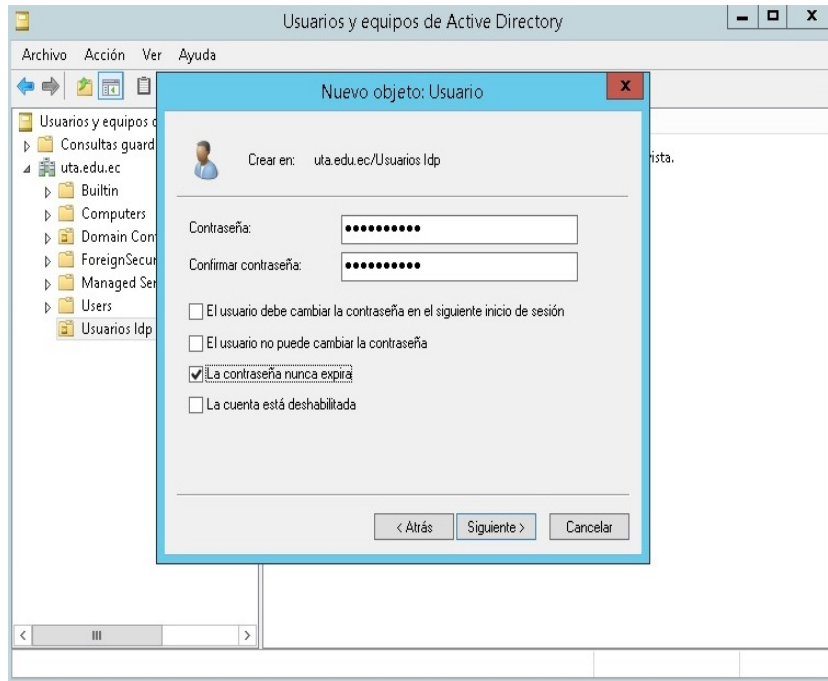 Usuarios y equipos de Active Directory
Archivo Acción Ver Ayuda
Nuevo objeto: Usuario
Usuarios y equipos d
Consultas guard
uta.edu.ec
Builtin
Computers
Domain Con
ForeignSecur
Managed Ser
Users
Usuarios Idp
ista.
Crear en: uta.edu.ec/Usuarios Idp
Contraseña: ●●●●●●●●●●
Confirmar contraseña: ●●●●●●●●●●
El usuario debe cambiar la contraseña en el siguiente inicio de sesión
El usuario no puede cambiar la contraseña
La contraseña nunca expira
La cuenta está deshabilitada
< Atrás Siguiente > Cancelar